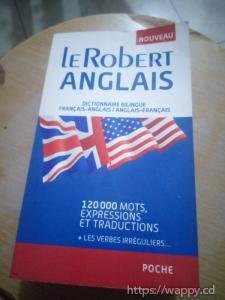 NOUVEAU
LE ROBERT
ANGLAIS
DICTIONNAIRE BILINGUE
FRANÇAIS-ANGLAIS / ANGLAIS-FRANÇAIS
120 000 MOTS,
EXPRESSIONS
ET TRADUCTIONS
+ LES VERBES IRRÉGULIERS...
POCHE
https://wappy.cd